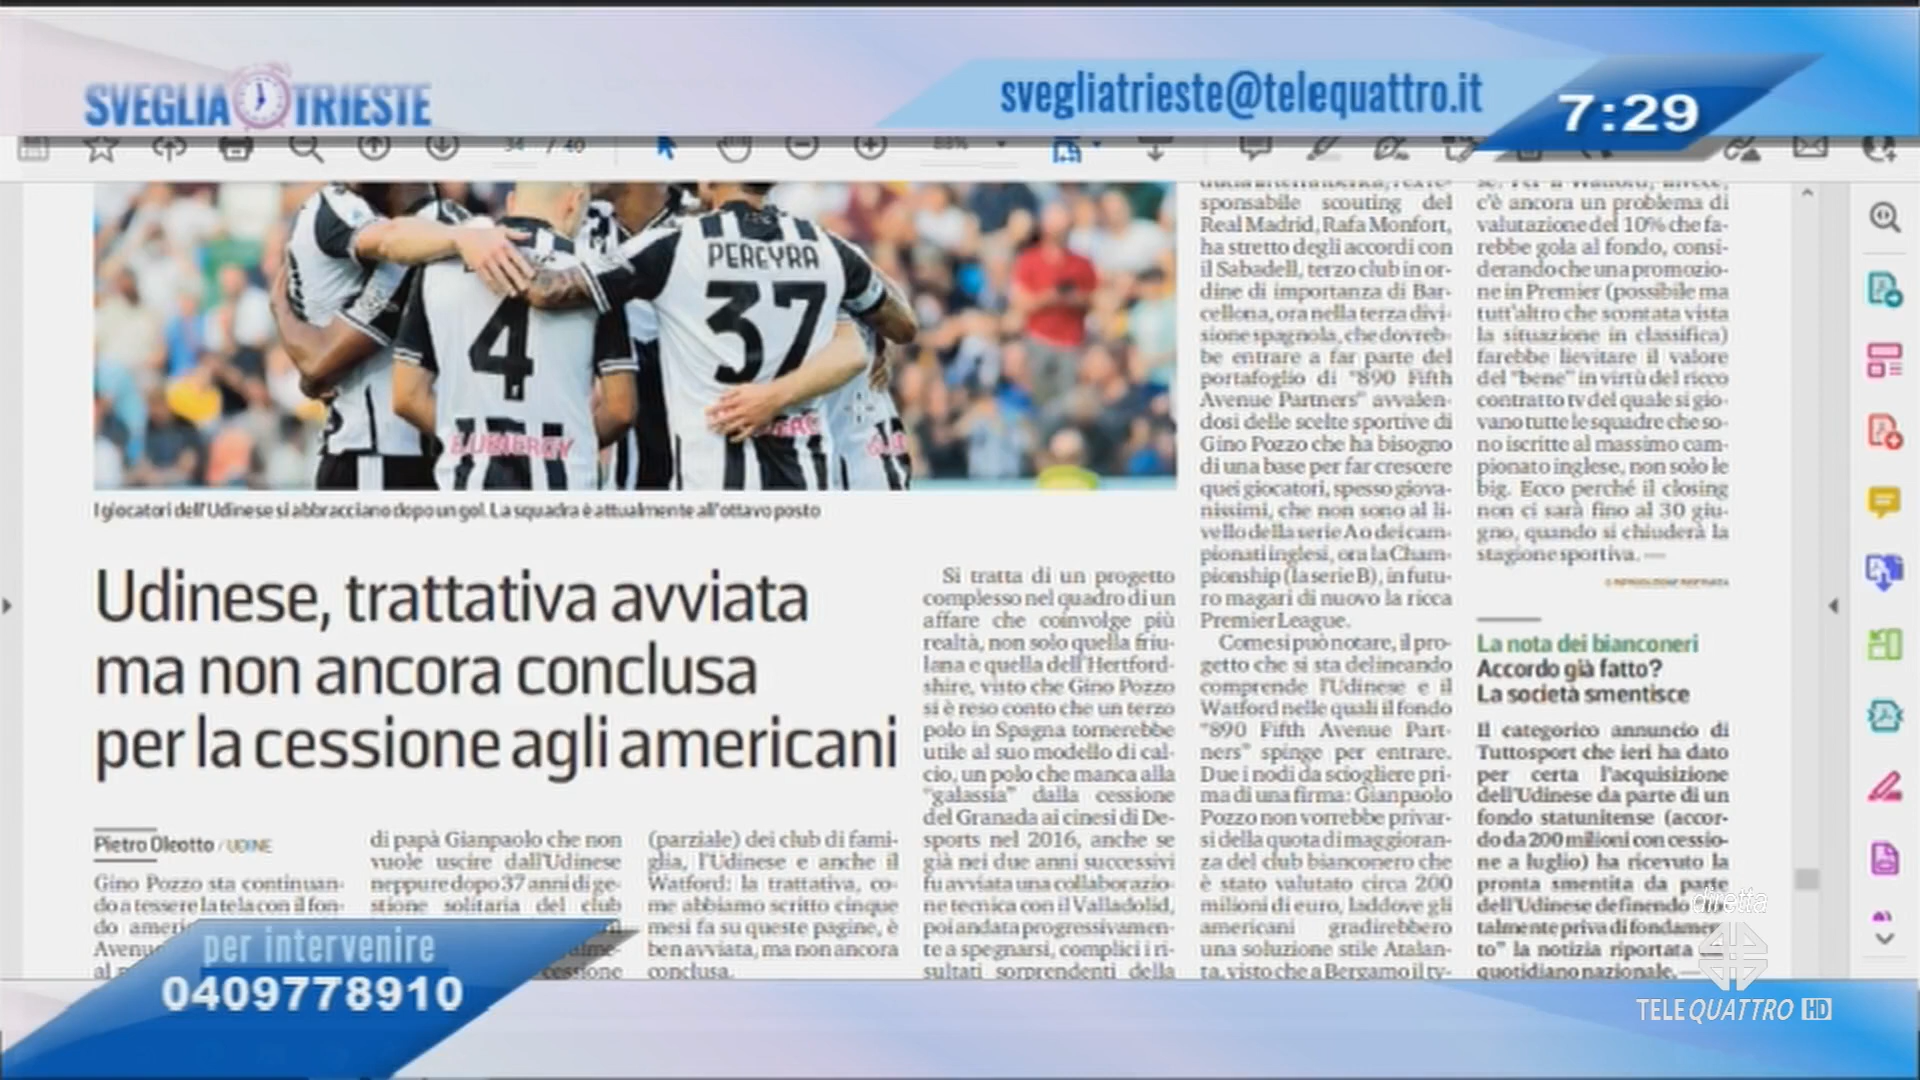 SVEGLIA TRIESTE
svegliatrieste@telequattro.it
7:29
34 / 40
88%
PEREYRA
37
4
I giocatori dell'Udinese si abbracciano dopo un gol. La squadra è attualmente all'ottavo posto
Udinese, trattativa avviata
ma non ancora conclusa
per la cessione agli americani
Pietro Oleotto / UDINE
Gino Pozzo sta continuan-
do a tessere la tela con il fon-
do
di papà Gianpaolo che non
vuole uscire dall'Udinese
neppure dopo 37 anni di ge-
stione solitaria del club
(parziale) dei club di fami-
glia, l'Udinese e anche il
Watford: la trattativa, co-
me abbiamo scritto cinque
mesi fa su queste pagine, è
ben avviata, ma non ancora
conclusa.
Si tratta di un progetto
complesso nel quadro di un
affare che coinvolge più
realtà, non solo quella friu-
lana e quella dell'Hertford-
shire, visto che Gino Pozzo
si è reso conto che un terzo
polo in Spagna tornerebbe
utile al suo modello di cal-
cio, un polo che manca alla
"galassia" dalla cessione
del Granada ai cinesi di De-
sports nel 2016, anche se
già nei due anni successivi
fu avviata una collaborazio-
ne tecnica con il Valladolid,
poi andata progressivamen-
te a spegnarsi, complici i ri-
sultati sorprendenti della
sponsabile scouting del
Real Madrid, Rafa Monfort,
ha stretto degli accordi con
il Sabadell, terzo club in or-
dine di importanza di Bar-
cellona, ora nella terza divi-
sione spagnola, che dovreb-
be entrare a far parte del
portafoglio di "890 Fifth
Avenue Partners" avvalen-
dosi delle scelte sportive di
Gino Pozzo che ha bisogno
di una base per far crescere
quei giocatori, spesso giova-
nissimi, che non sono al li-
vello della serie A o dei cam-
pionati inglesi, ora la Cham-
pionship (la serie B), in futu-
ro magari di nuovo la ricca
Premier League.
Come si può notare, il pro-
getto che si sta delineando
comprende l'Udinese e il
Watford nelle quali il fondo
"890 Fifth Avenue Part-
ners" spinge per entrare.
Due i nodi da sciogliere pri-
ma di una firma: Gianpaolo
Pozzo non vorrebbe privar-
si della quota di maggioran-
za del club bianconero che
è stato valutato circa 200
milioni di euro, laddove gli
americani gradirebbero
una soluzione stile Atalan-
ta, visto che a Bergamo il ty-
se. Per il Watford, invece,
c'è ancora un problema di
valutazione del 10% che fa-
rebbe gola al fondo, consi-
derando che una promozio-
ne in Premier (possibile ma
tutt'altro che scontata vista
la situazione in classifica)
farebbe lievitare il valore
del "bene" in virtù del ricco
contratto tv del quale si gio-
vano tutte le squadre che so-
no iscritte al massimo cam-
pionato inglese, non solo le
big. Ecco perché il closing
non ci sarà fino al 30 giu-
gno, quando si chiuderà la
stagione sportiva. —
La nota dei bianconeri
Accordo già fatto?
La società smentisce
Il categorico annuncio di
Tuttosport che ieri ha dato
per certa l'acquisizione
dell'Udinese da parte di un
fondo statunitense (accor-
do da 200 milioni con cessio-
ne a luglio) ha ricevuto la
pronta smentita da parte
dell'Udinese definendo
talmente priva di fondamen-
to" la notizia riportata
quotidiano nazionale. —
per intervenire
0409778910
diretta
TELEQUATTRO HD